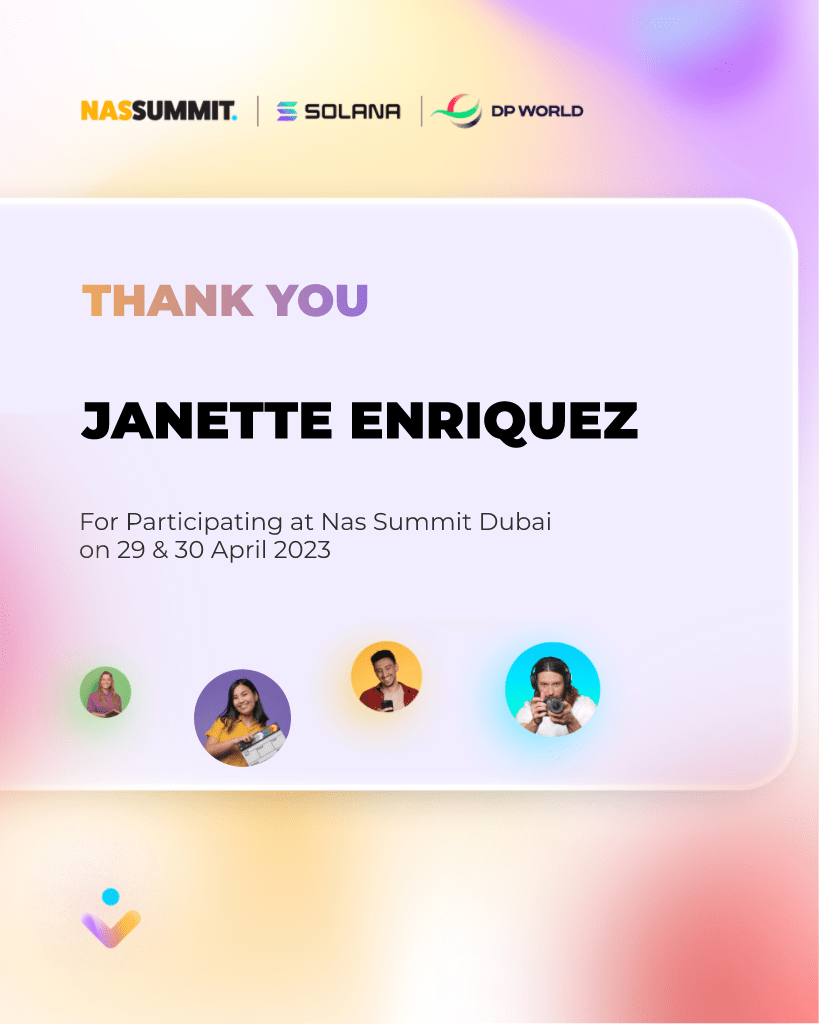 NASSUMMIT. | SOLANA | DP WORLD
THANK YOU
JANETTE ENRIQUEZ
For Participating at Nas Summit Dubai
on 29 & 30 April 2023